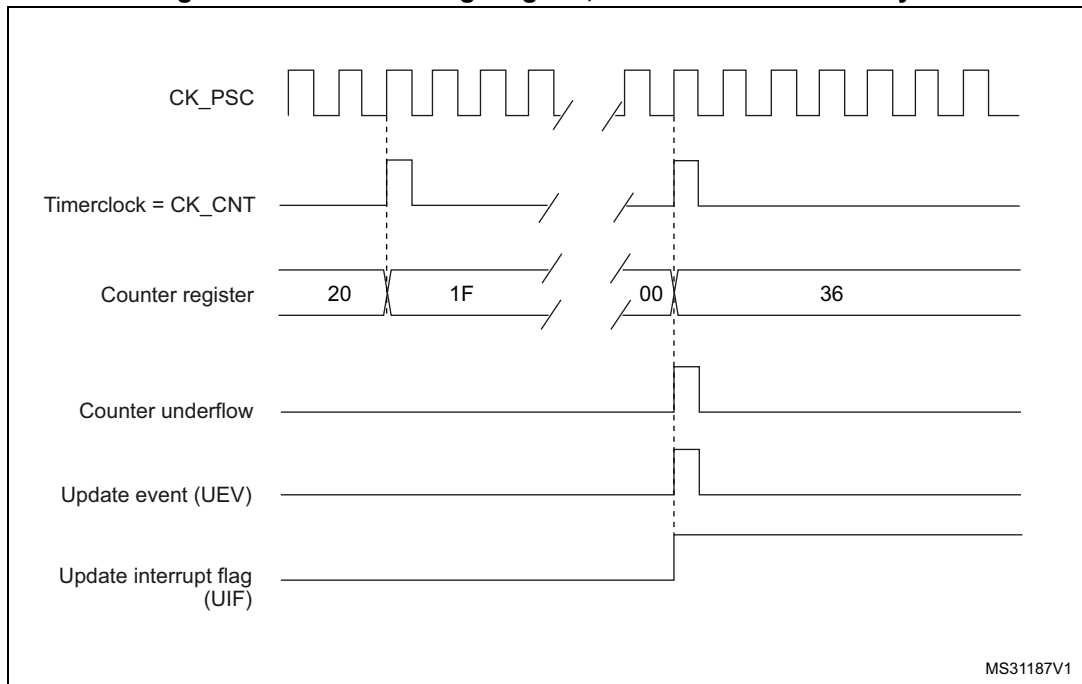 CK_PSC
Timerclock = CK_CNT
Counter register
20
1F
00
36
Counter underflow
Update event (UEV)
Update interrupt flag
(UIF)
MS31187V1